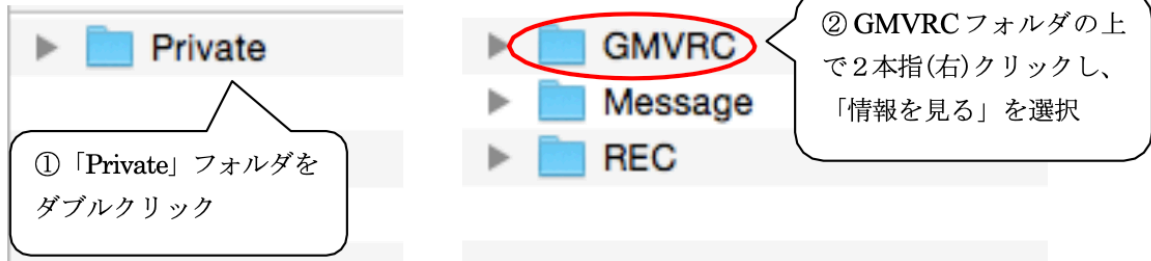 Private
①「Private」フォルダを
ダブルクリック
GMVRC
Message
REC
② GMVRCフォルダの上
で２本指(右)クリックし、
「情報を見る」を選択